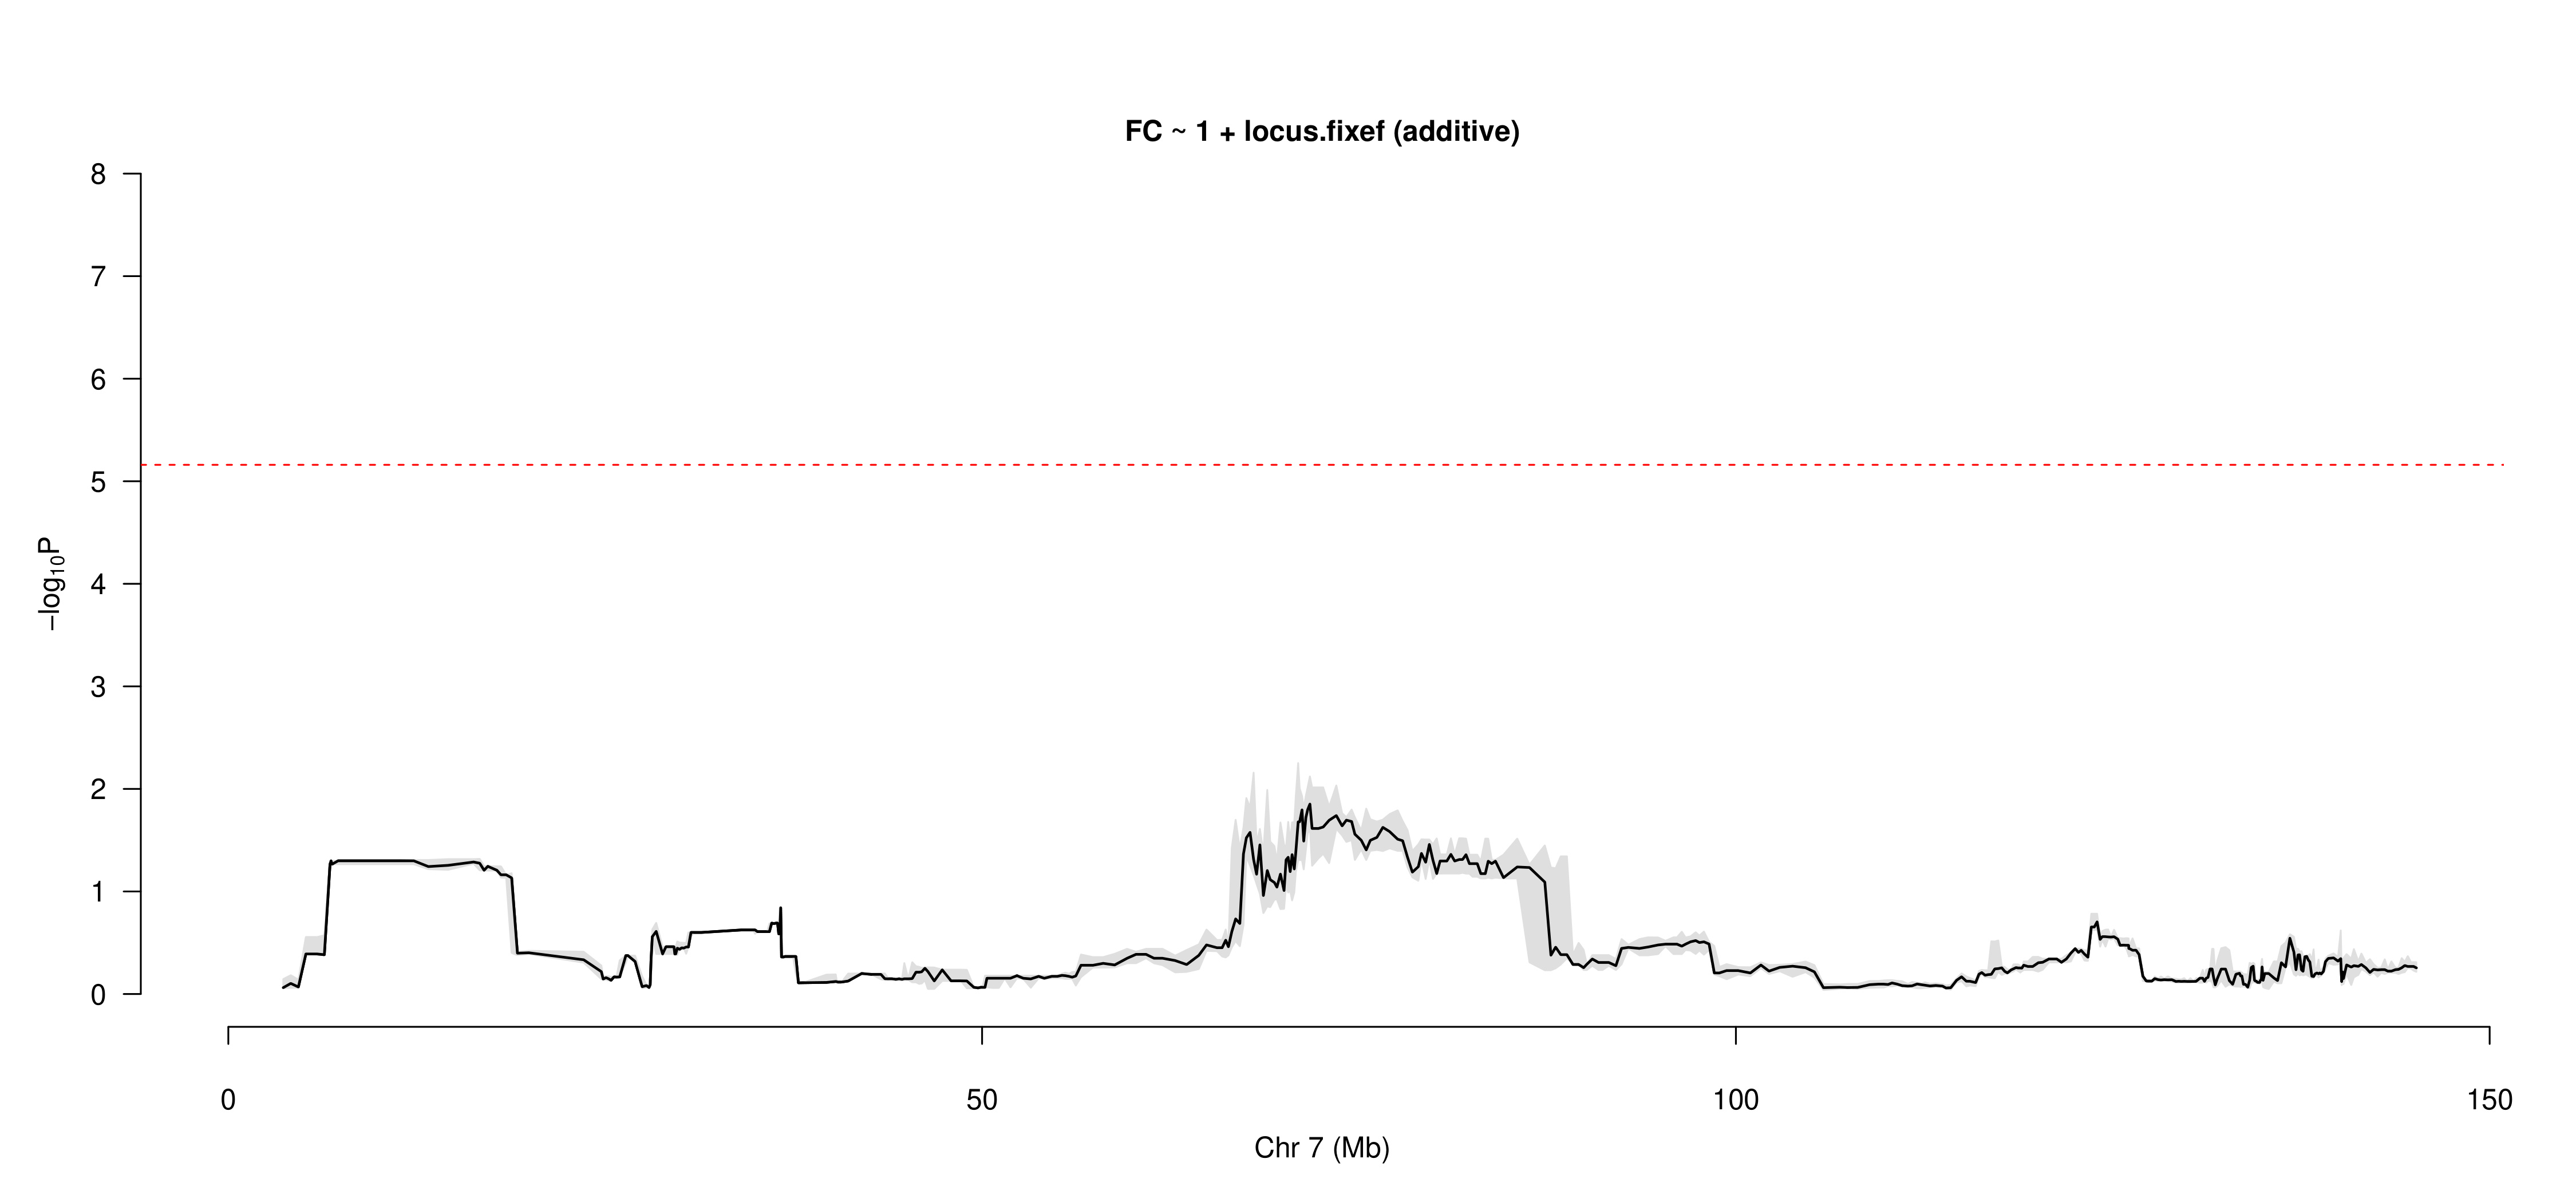 FC ~ 1 + locus.fixef (additive)
8
7
6
5
4
3
2
1
0
−log10P
0 50 100 150
Chr 7 (Mb)